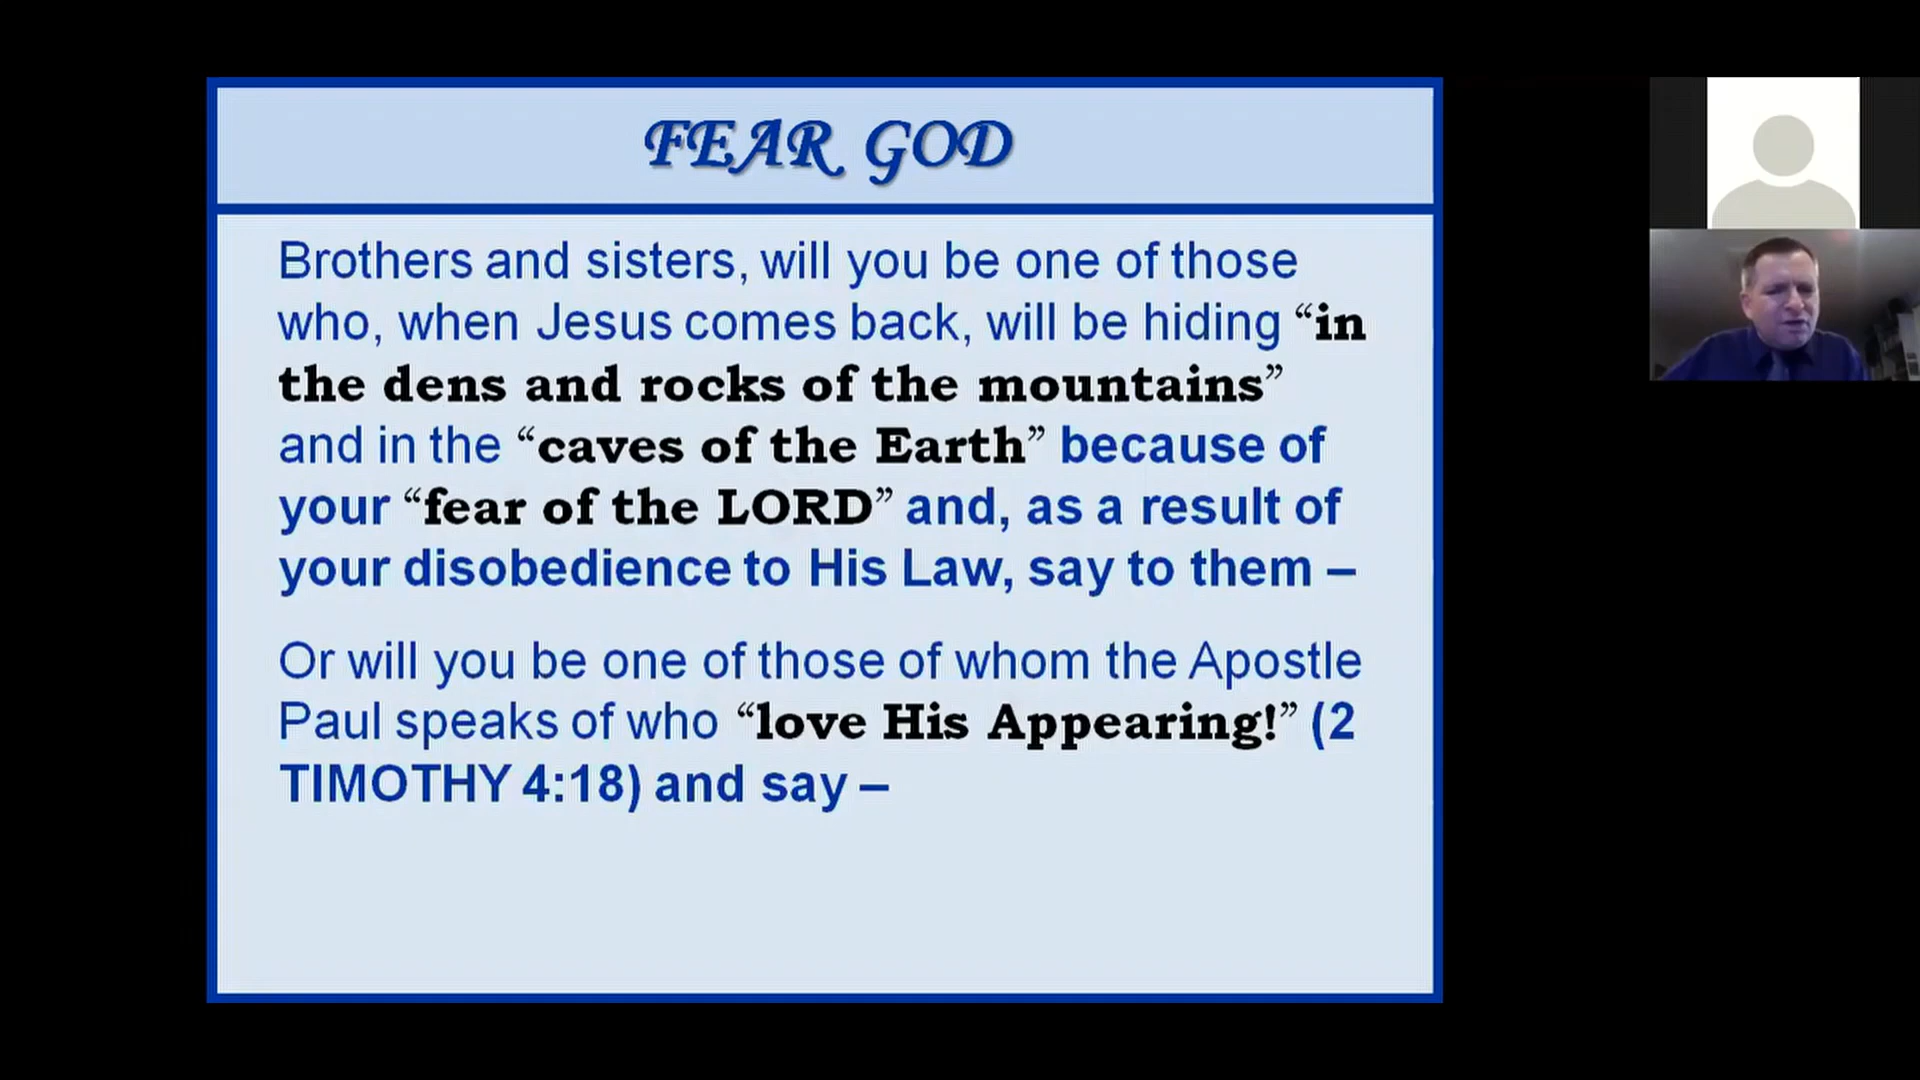 FEAR GOD
Brothers and sisters, will you be one of those
who, when Jesus comes back, will be hiding “in
the dens and rocks of the mountains”
and in the “caves of the Earth” because of
your “fear of the LORD” and, as a result of
your disobedience to His Law, say to them –
Or will you be one of those of whom the Apostle
Paul speaks of who “love His Appearing!” (2
TIMOTHY 4:18) and say –